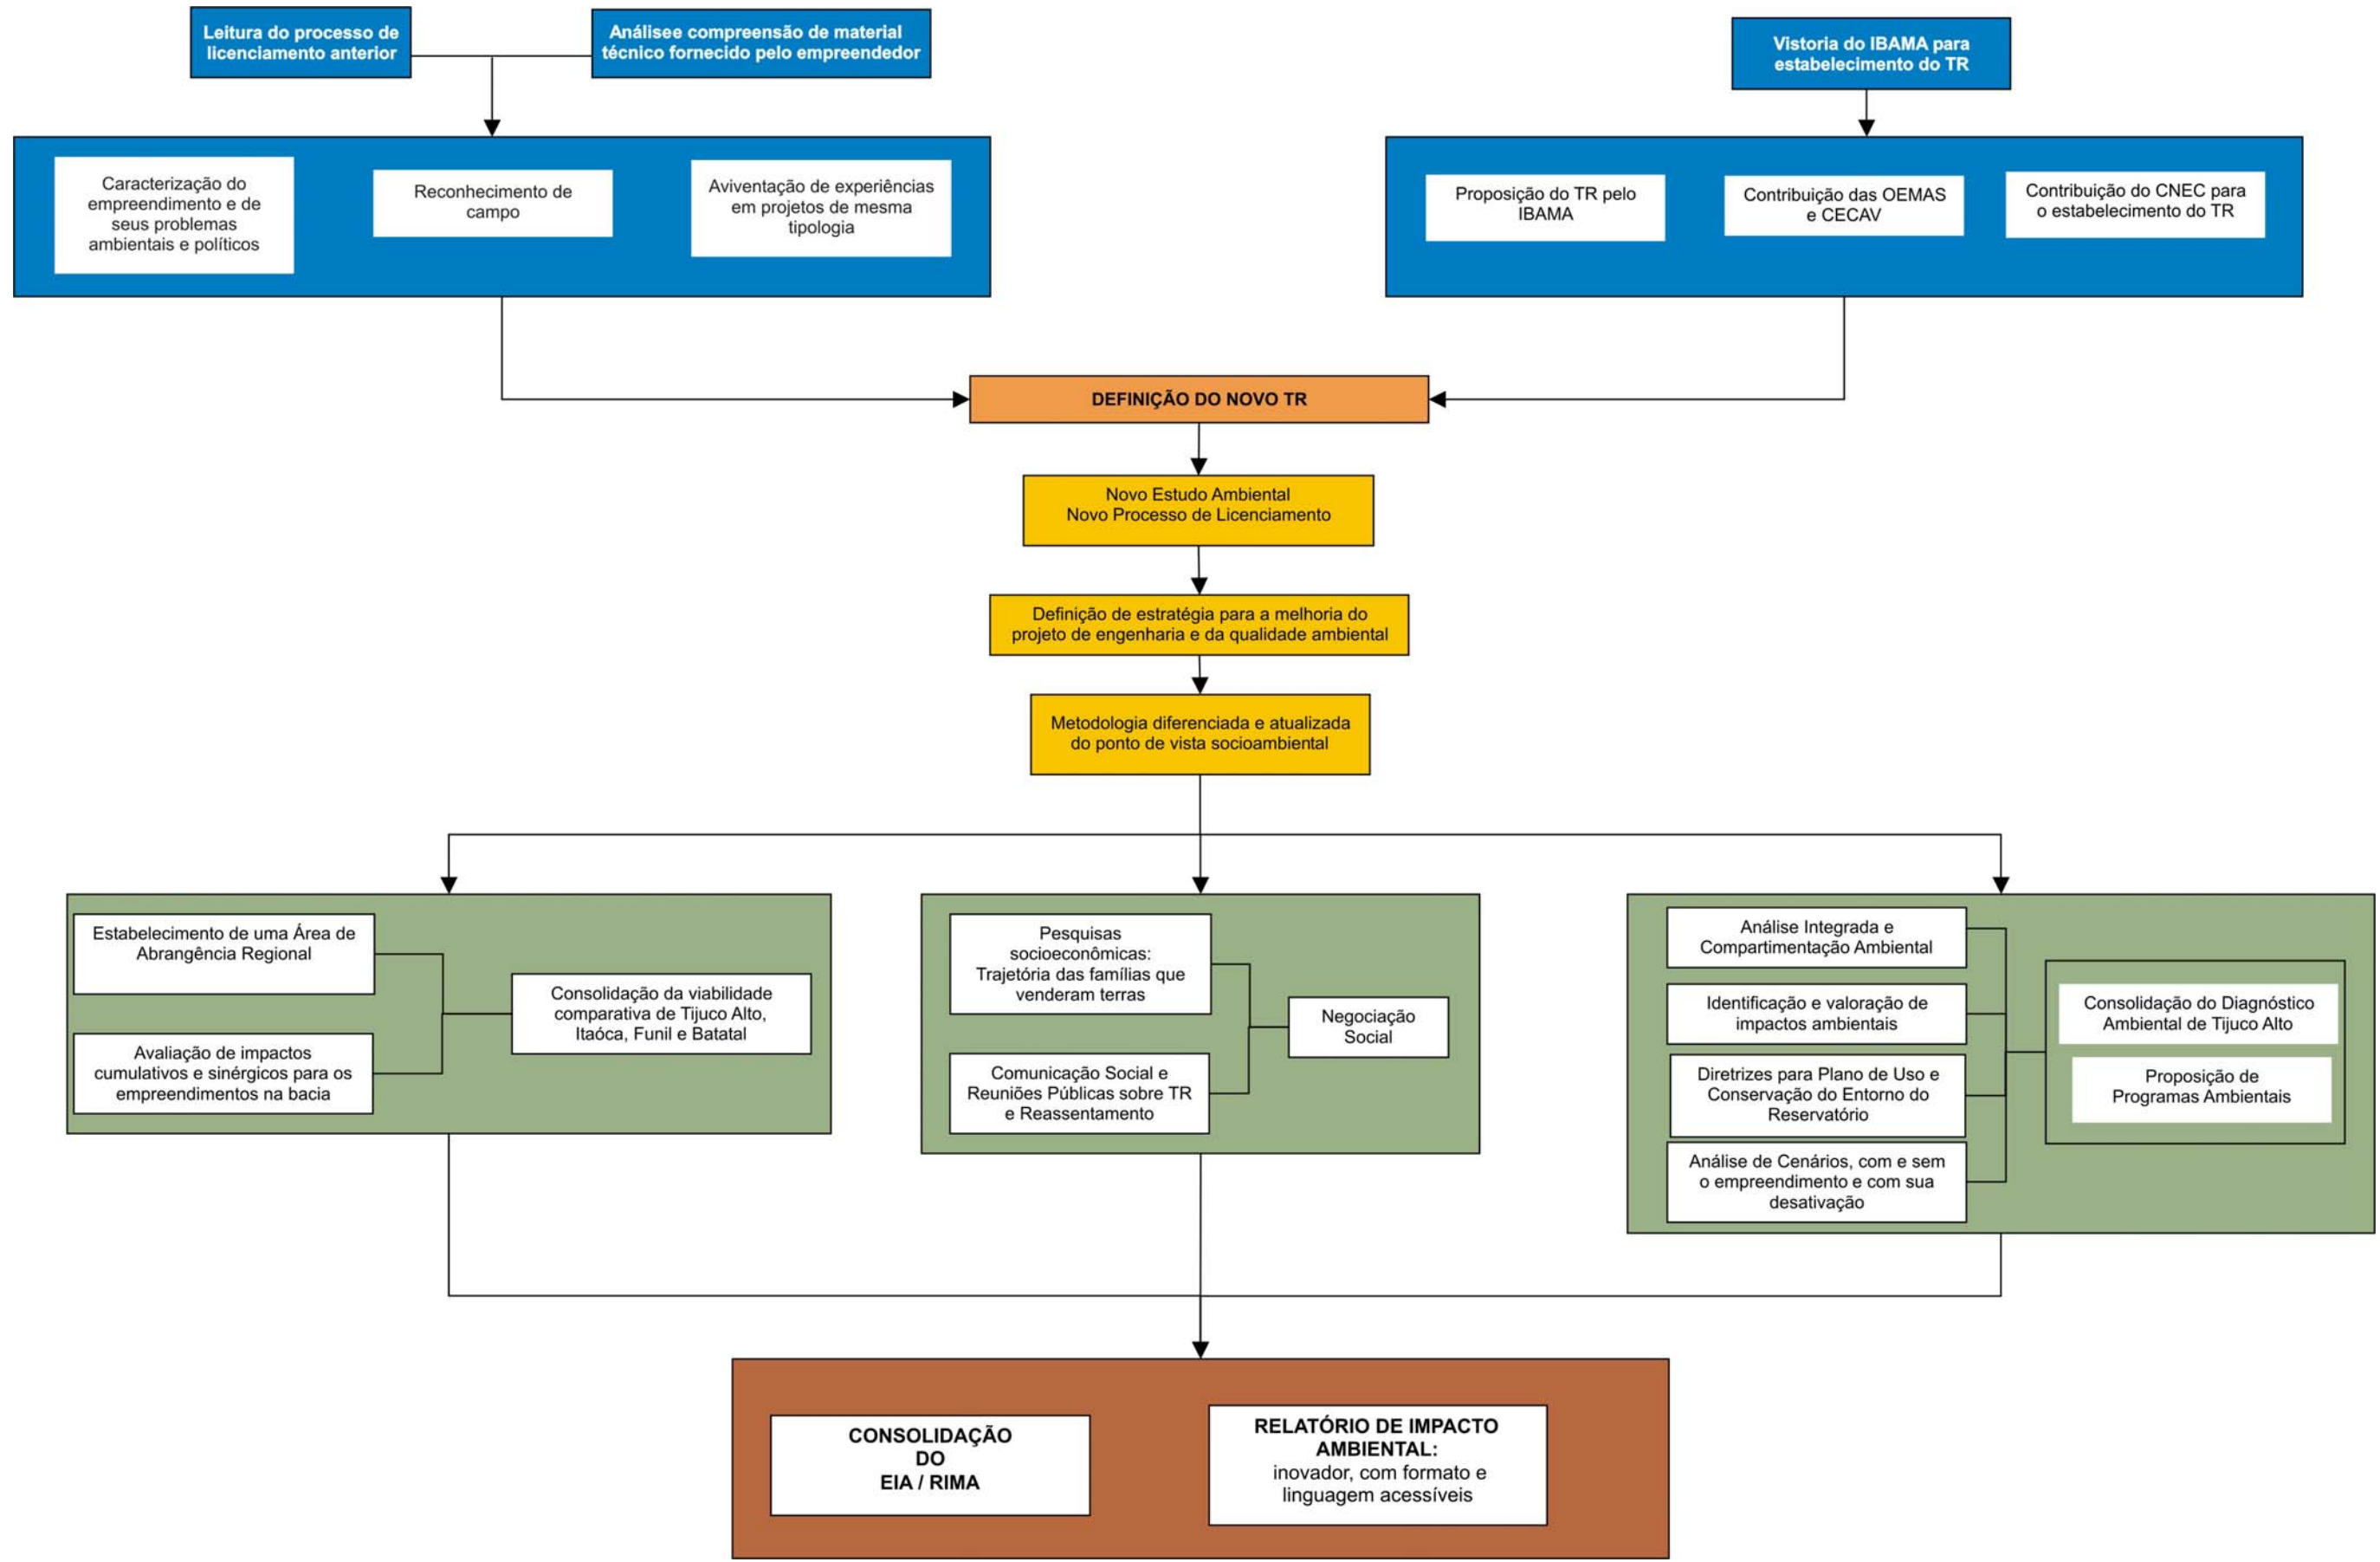 Leitura do processo de
licenciamento anterior
Análisee compreensão de material
técnico fornecido pelo empreendedor
Vistoria do IBAMA para
estabelecimento do TR
Caracterização do
empreendimento e de
seus problemas
ambientais e políticos
Reconhecimento de
campo
Aviventação de experiências
em projetos de mesma
tipologia
Proposição do TR pelo
IBAMA
Contribuição das OEMAS
e CECAV
Contribuição do CNEC para
o estabelecimento do TR
DEFINIÇÃO DO NOVO TR
Novo Estudo Ambiental
Novo Processo de Licenciamento
Definição de estratégia para a melhoria do
projeto de engenharia e da qualidade ambiental
Metodologia diferenciada e atualizada
do ponto de vista socioambiental
Estabelecimento de uma Área de
Abrangência Regional
Avaliação de impactos
cumulativos e sinérgicos para os
empreendimentos na bacia
Consolidação da viabilidade
comparativa de Tijuco Alto,
Itaóca, Funil e Batatal
Pesquisas
socioeconômicas:
Trajetória das famílias que
venderam terras
Comunicação Social e
Reuniões Públicas sobre TR
e Reassentamento
Negociação
Social
Análise Integrada e
Compartimentação Ambiental
Identificação e valoração de
impactos ambientais
Diretrizes para Plano de Uso e
Conservação do Entorno do
Reservatório
Análise de Cenários, com e sem
o empreendimento e com sua
desativação
Consolidação do Diagnóstico
Ambiental de Tijuco Alto
Proposição de
Programas Ambientais
CONSOLIDAÇÃO
DO
EIA / RIMA
RELATÓRIO DE IMPACTO
AMBIENTAL:
inovador, com formato e
linguagem acessíveis